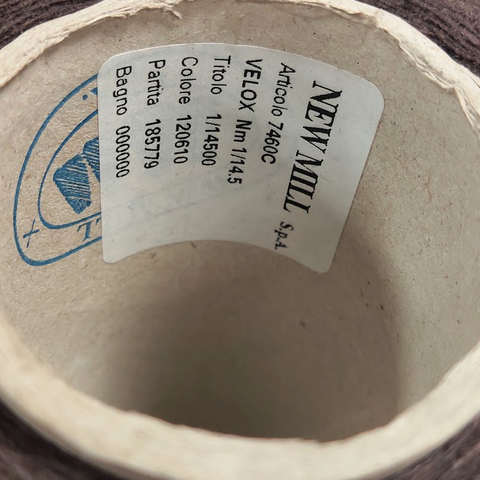 NEW MILL S.p.A.
Articolo 7460C
VELOX Nm 1/14.5
Titolo 1/14500
Colore 120610
Partita 185779
Bagno 000000